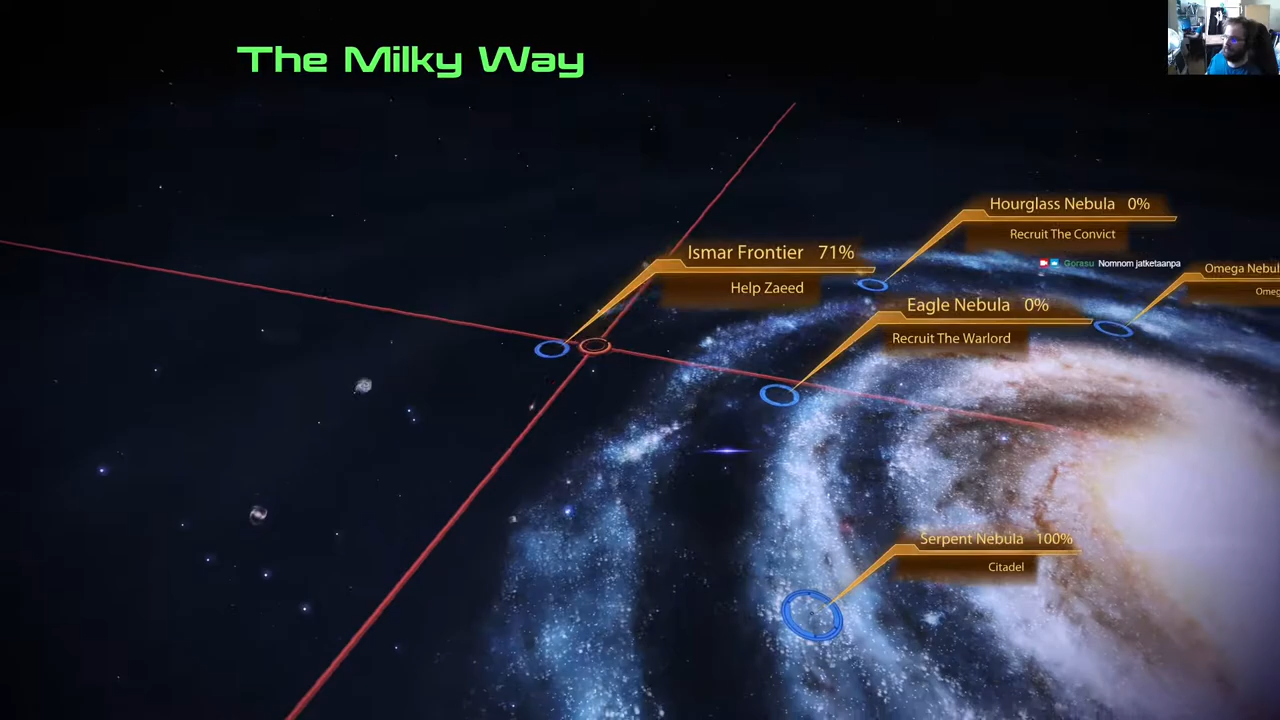 The Milky Way
Hourglass Nebula 0%
Recruit The Convict
Ismar Frontier 71%
Help Zaeed
Gorasu Nomnom jatketaanpa
Omega Nebul
Omeg
Eagle Nebula 0%
Recruit The Warlord
Serpent Nebula 100%
Citadel